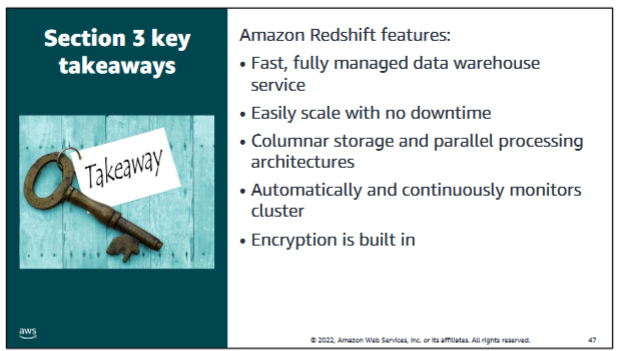 Section 3 key
takeaways
Takeaway
Amazon Redshift features:
• Fast, fully managed data warehouse
service
• Easily scale with no downtime
• Columnar storage and parallel processing
architectures
• Automatically and continuously monitors
cluster
• Encryption is built in
aws
© 2022, Amazon Web Services, Inc. or its affiliates. All rights reserved.
47